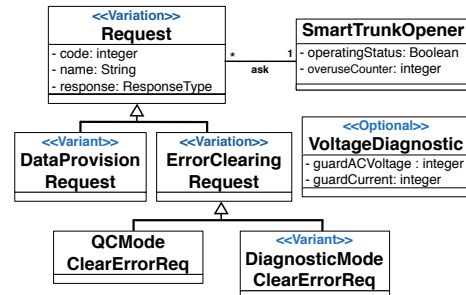 <<Variation>>
Request
- code: integer
- name: String
- response: ResponseType
* 1
ask
SmartTrunkOpener
- operatingStatus: Boolean
- overuseCounter: integer
<<Variant>>
DataProvision
Request
<<Variation>>
ErrorClearing
Request
<<Optional>>
VoltageDiagnostic
- guardACVoltage : integer
- guardCurrent: integer
QCMode
ClearErrorReq
<<Variant>>
DiagnosticMode
ClearErrorReq